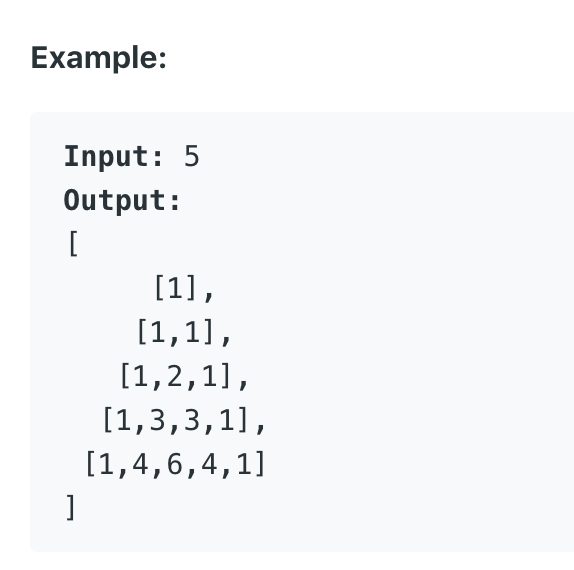 Example:
Input: 5
Output:
[
[1],
[1,1],
[1,2,1],
[1,3,3,1],
[1,4,6,4,1]
]